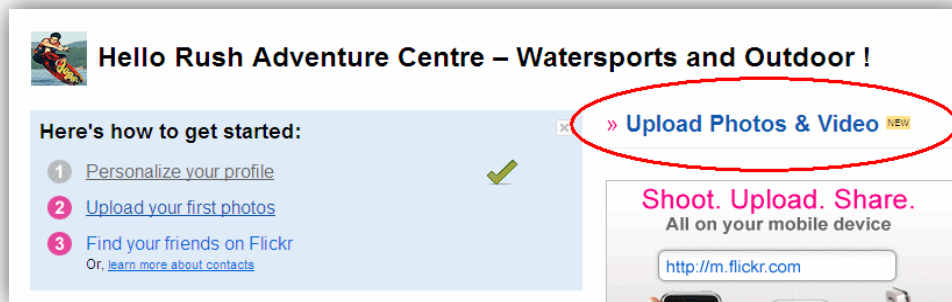 Hello Rush Adventure Centre – Watersports and Outdoor !
Here's how to get started:
1 Personalize your profile
2 Upload your first photos
3 Find your friends on Flickr
Or, learn more about contacts
» Upload Photos & Video NEW
Shoot. Upload. Share.
All on your mobile device
http://m.flickr.com